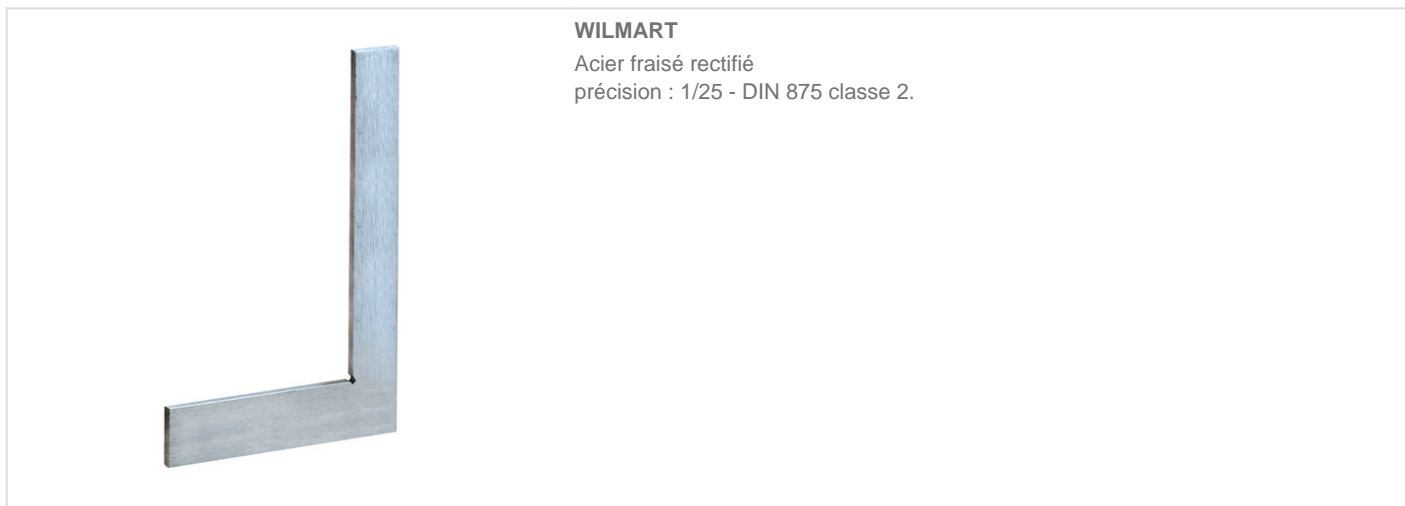 WILMART
Acier fraisé rectifié
précision : 1/25 - DIN 875 classe 2.